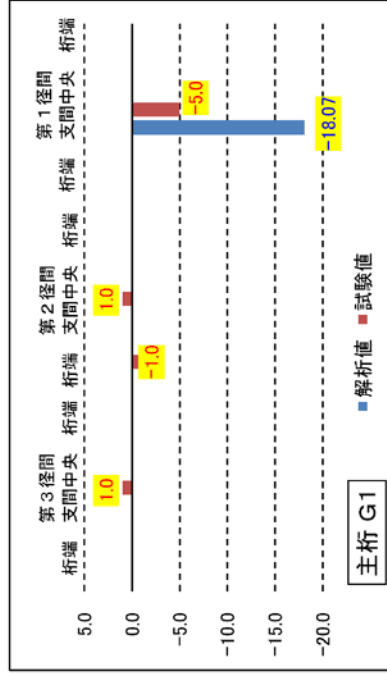 桁端
第3径間
支間中央
桁端
桁端
第2径間
支間中央
桁端
桁端
第1径間
支間中央
桁端
5.0
0.0
-5.0
-10.0
-15.0
-20.0
1.0
-1.0
1.0
-5.0
-18.07
主桁 G1
解析値
試験値